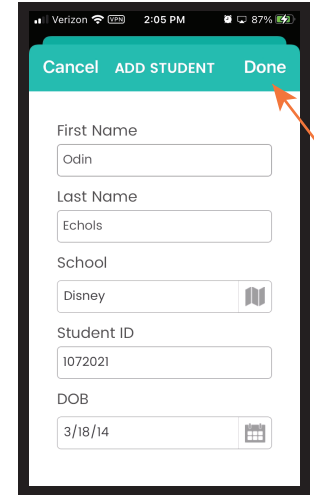 Verizon VPN 2:05 PM 87%
Cancel ADD STUDENT Done
First Name
Odin
Last Name
Echols
School
Disney
Student ID
1072021
DOB
3/18/14